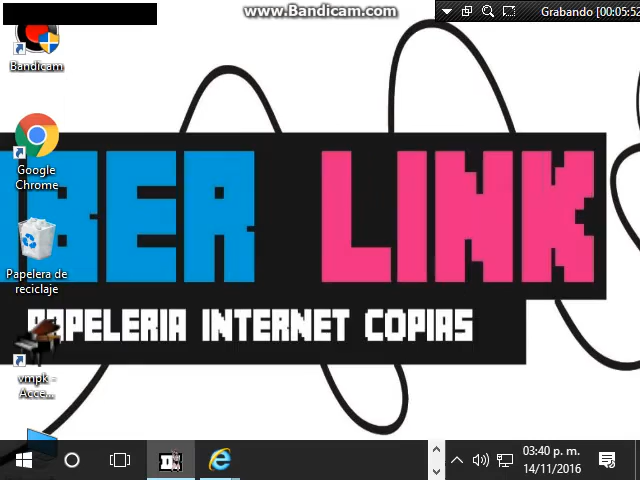 www.Bandicam.com
Grabando [00:05:52
Bandicam
Google
Chrome
Papelera de
reciclaje
vmpk -
Acce...
BER LINK
PAPELERIA INTERNET COPIAS
03:40 p. m.
14/11/2016